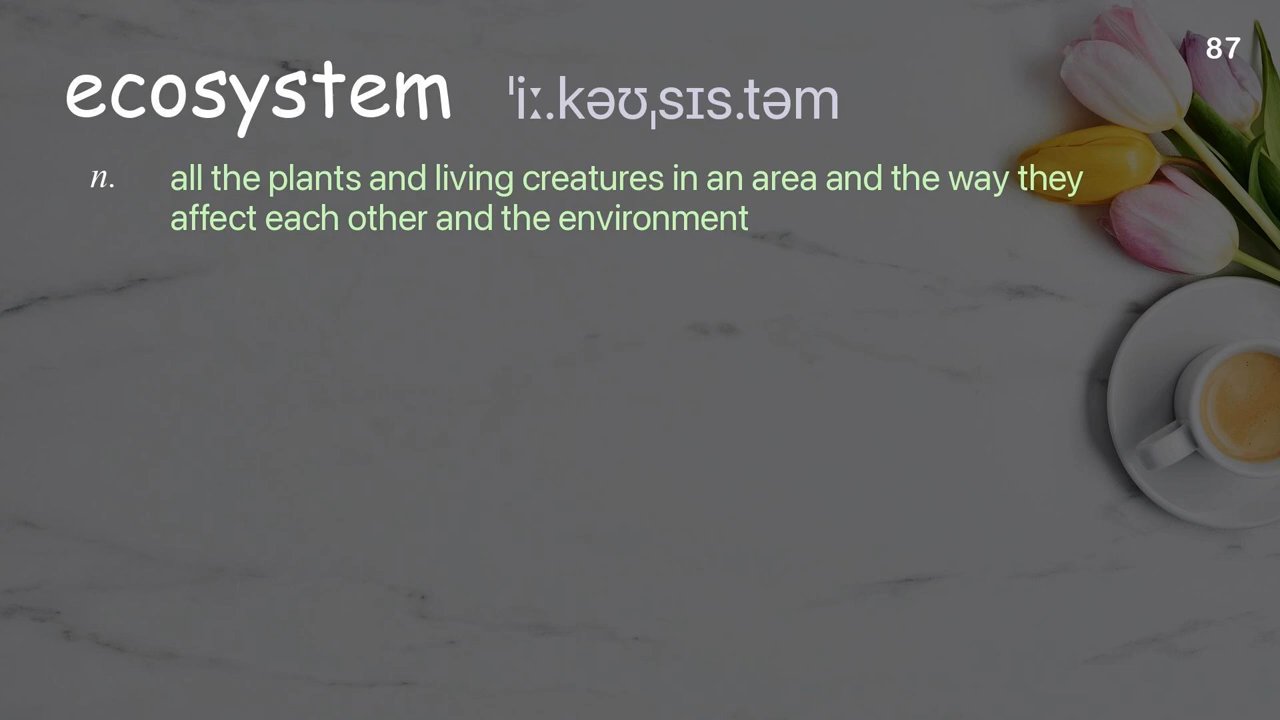 87
ecosystem ˈiː.kəʊˌsɪs.təm
n. all the plants and living creatures in an area and the way they
affect each other and the environment